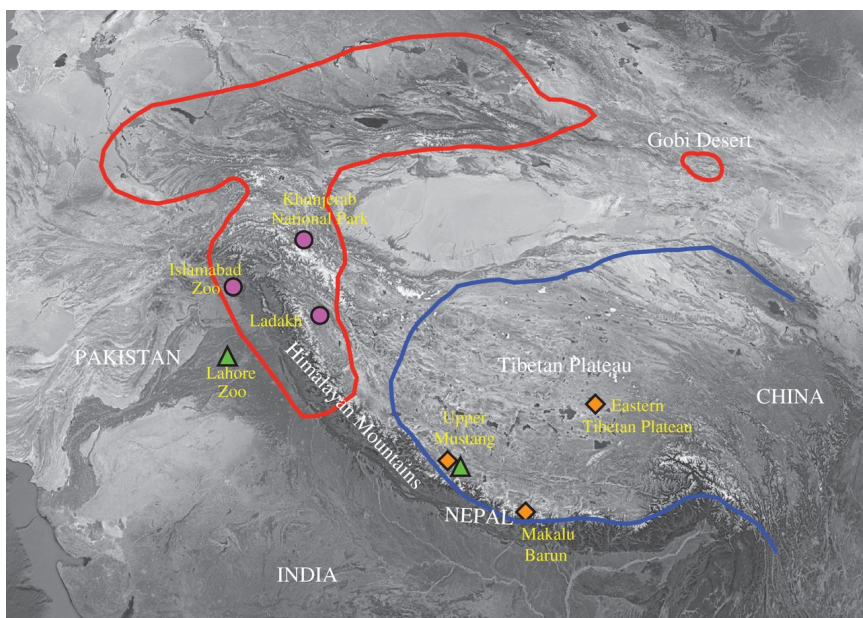 Gobi Desert
Khunjerab
National Park
Islamabad
Zoo
Ladakh
PAKISTAN
Lahore
Zoo
Himalayan Mountains
Tibetan Plateau
CHINA
Upper
Mustang
Eastern
Tibetan Plateau
NEPAL
Makalu
Barun
INDIA